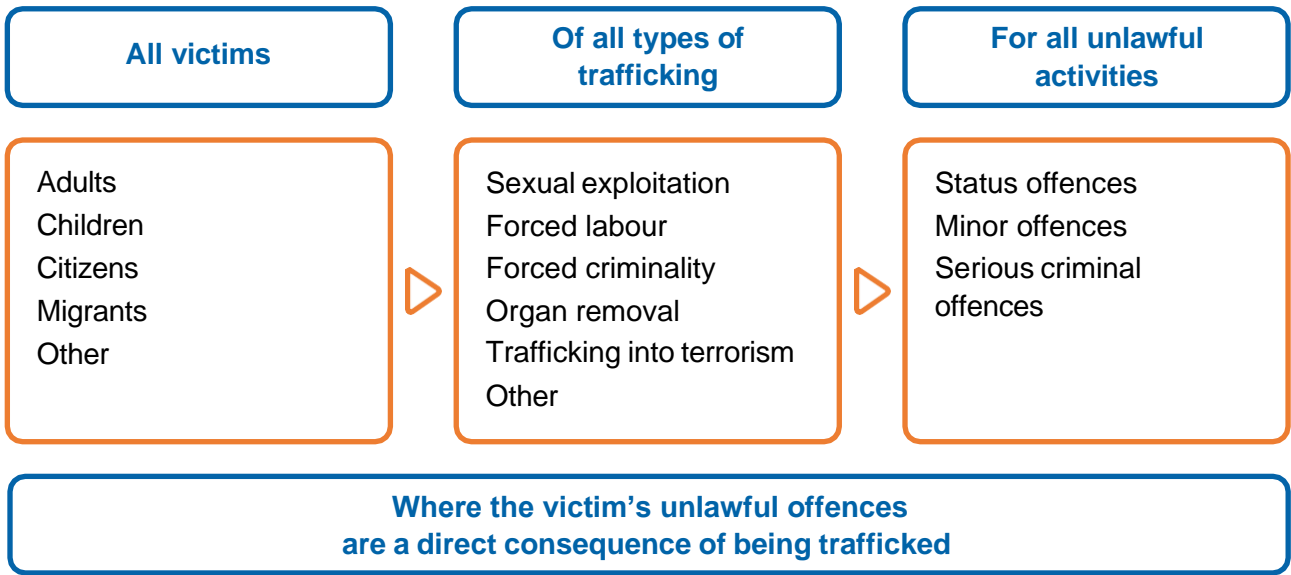 All victims
Of all types of
trafficking
For all unlawful
activities
Adults
Children
Citizens
Migrants
Other
Sexual exploitation
Forced labour
Forced criminality
Organ removal
Trafficking into terrorism
Other
Status offences
Minor offences
Serious criminal
offences
Where the victim’s unlawful offences
are a direct consequence of being trafficked